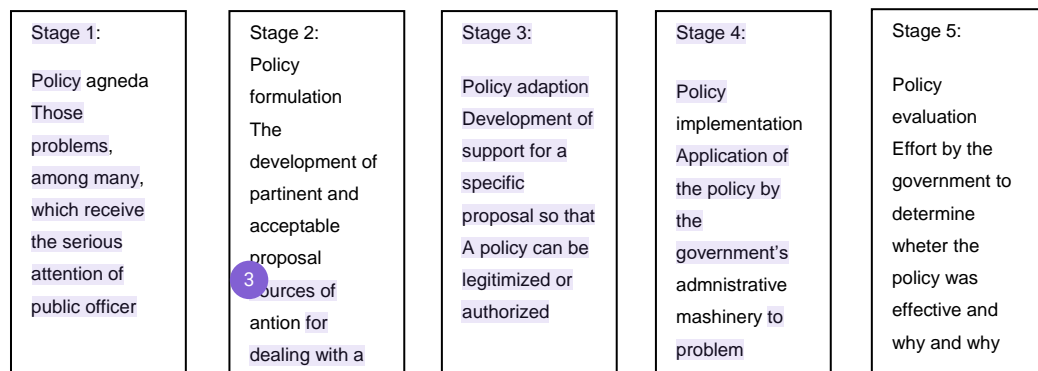 Stage 1:
Policy agneda
Those
problems,
among many,
which receive
the serious
attention of
public officer
Stage 2:
Policy
formulation
The
development of
partinent and
acceptable
proposal
3
ources of
antion for
dealing with a
Stage 3:
Policy adaption
Development of
support for a
specific
proposal so that
A policy can be
legitimized or
authorized
Stage 4:
Policy
implementation
Application of
the policy by
the
government's
admnistrative
mashinery to
problem
Stage 5:
Policy
evaluation
Effort by the
government to
determine
wheter the
policy was
effective and
why and why